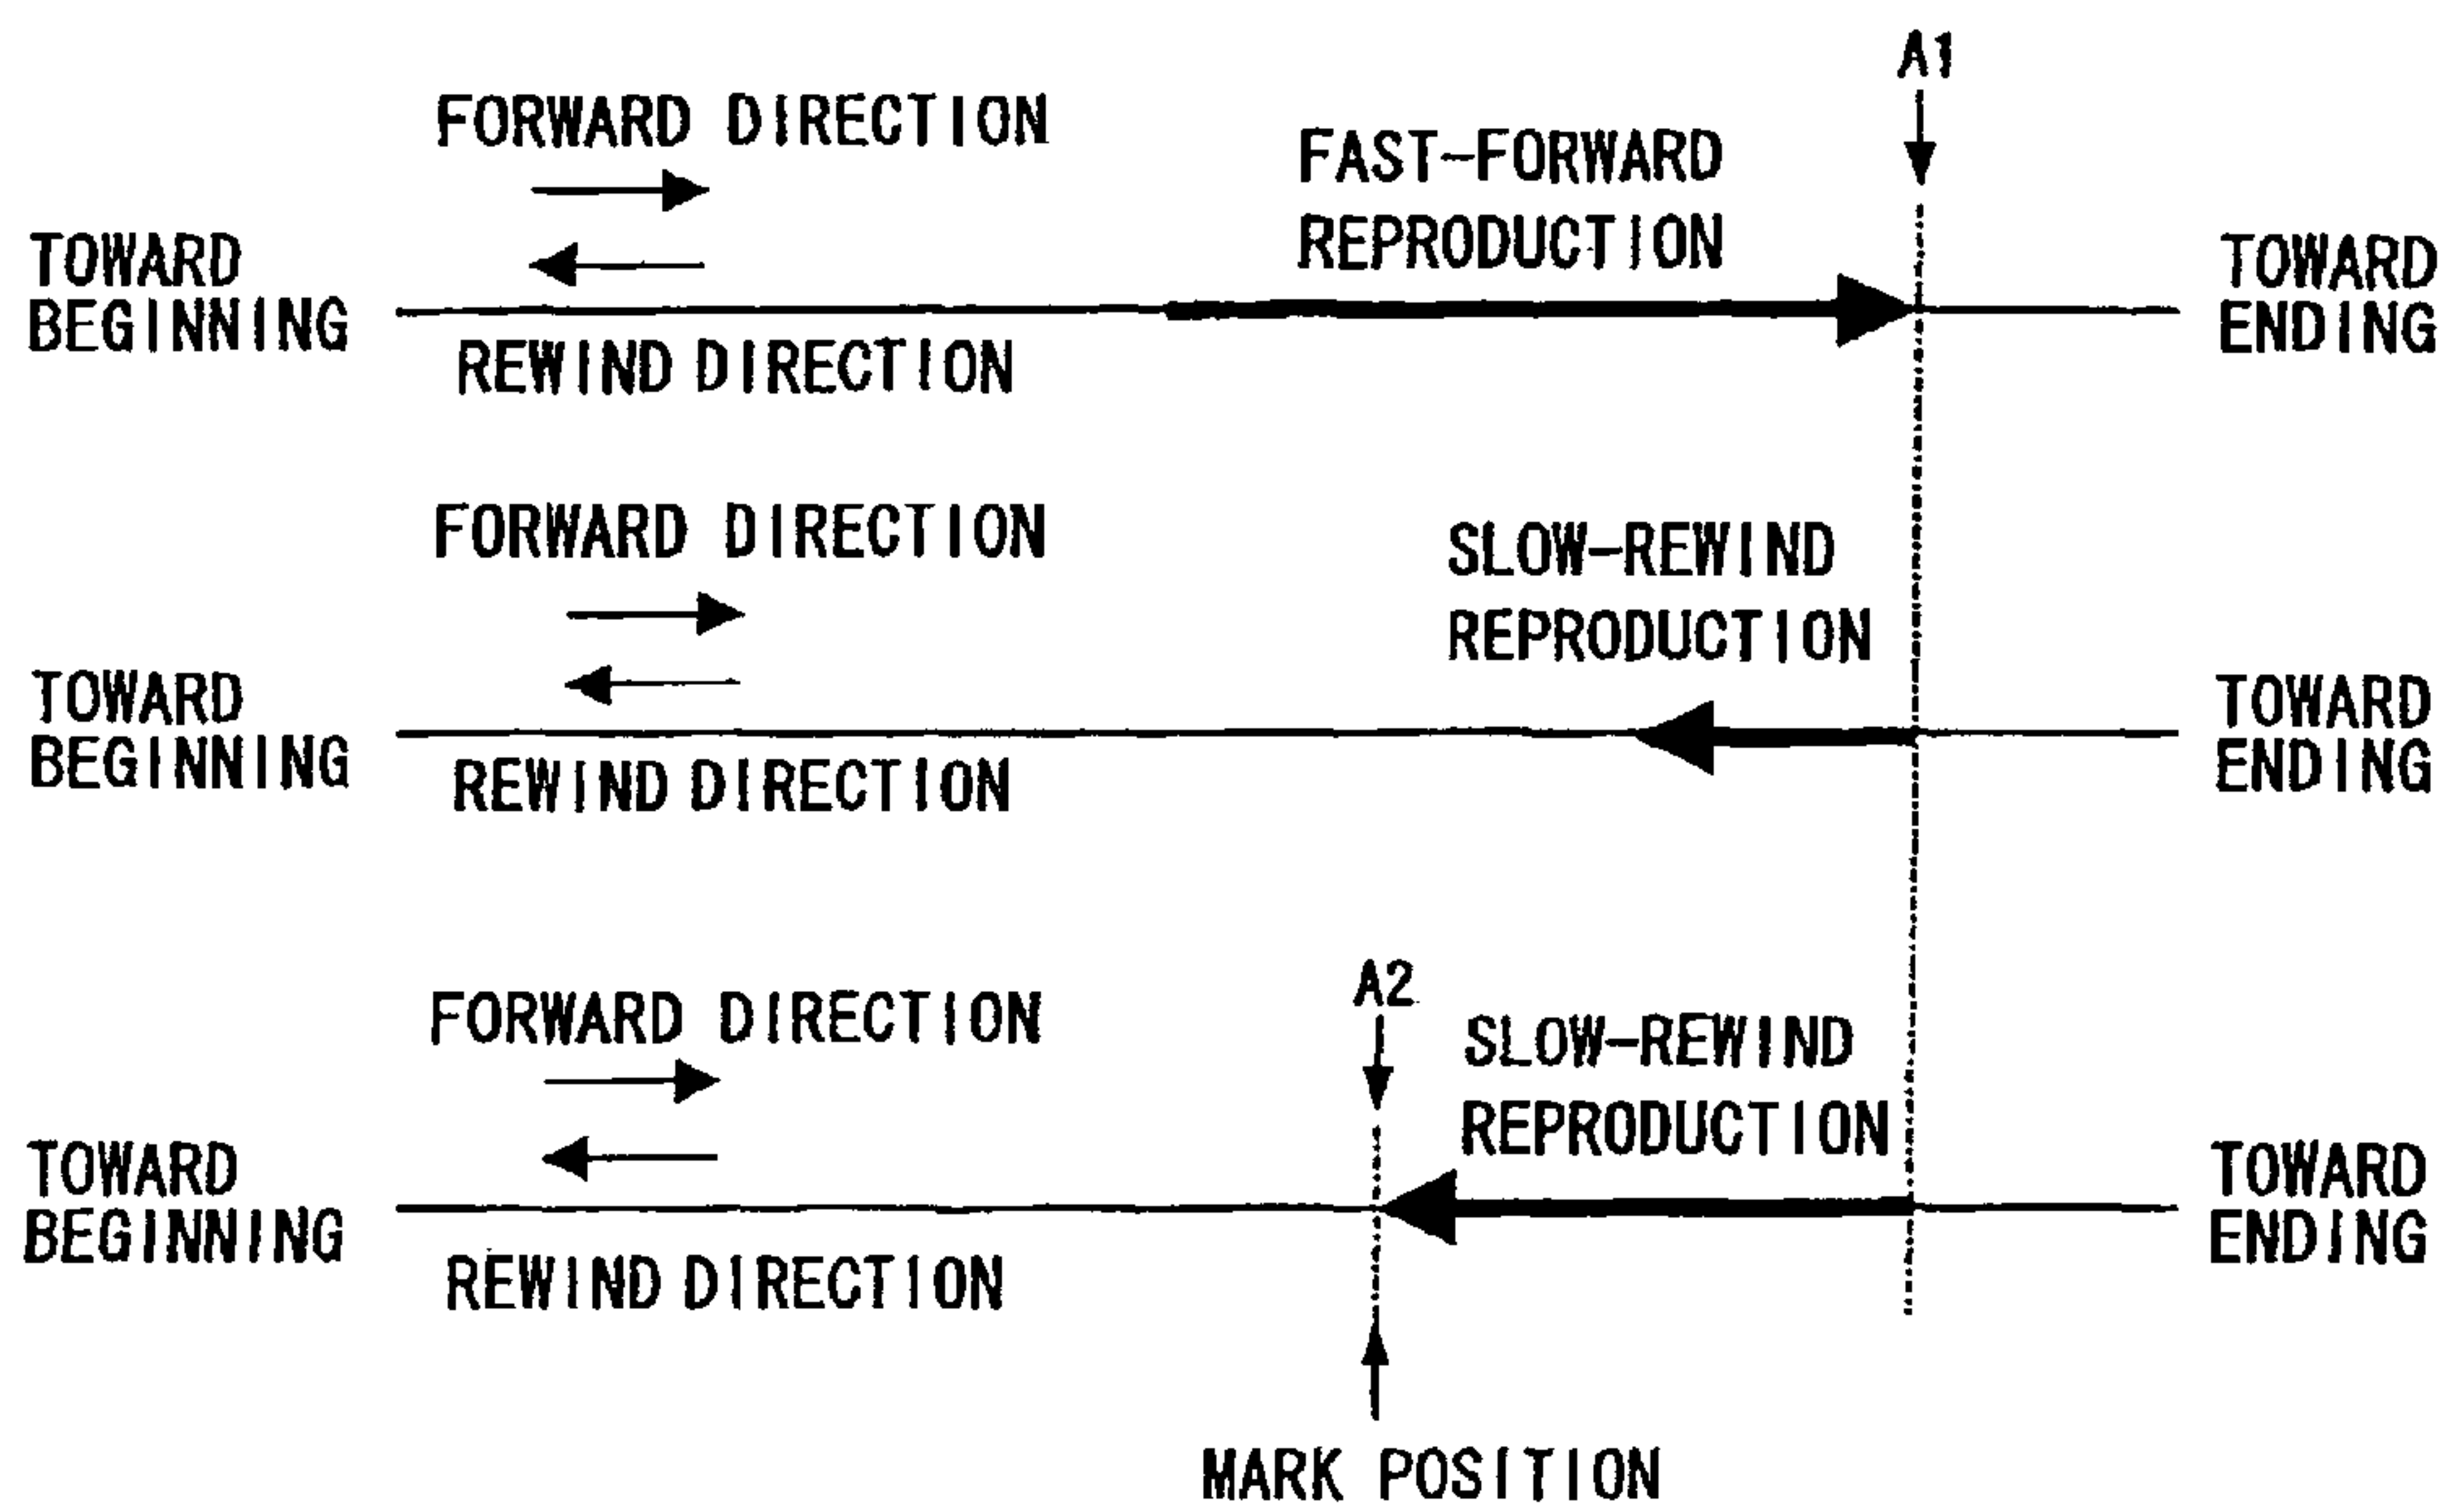 A1
FORWARD DIRECTION
FAST-FORWARD
REPRODUCTION
TOWARD
BEGINNING
TOWARD
ENDING
REWIND DIRECTION
FORWARD DIRECTION
SLOW-REWIND
REPRODUCTION
TOWARD
BEGINNING
TOWARD
ENDING
REWIND DIRECTION
A2
FORWARD DIRECTION
SLOW-REWIND
REPRODUCTION
TOWARD
BEGINNING
TOWARD
ENDING
REWIND DIRECTION
MARK POSITION